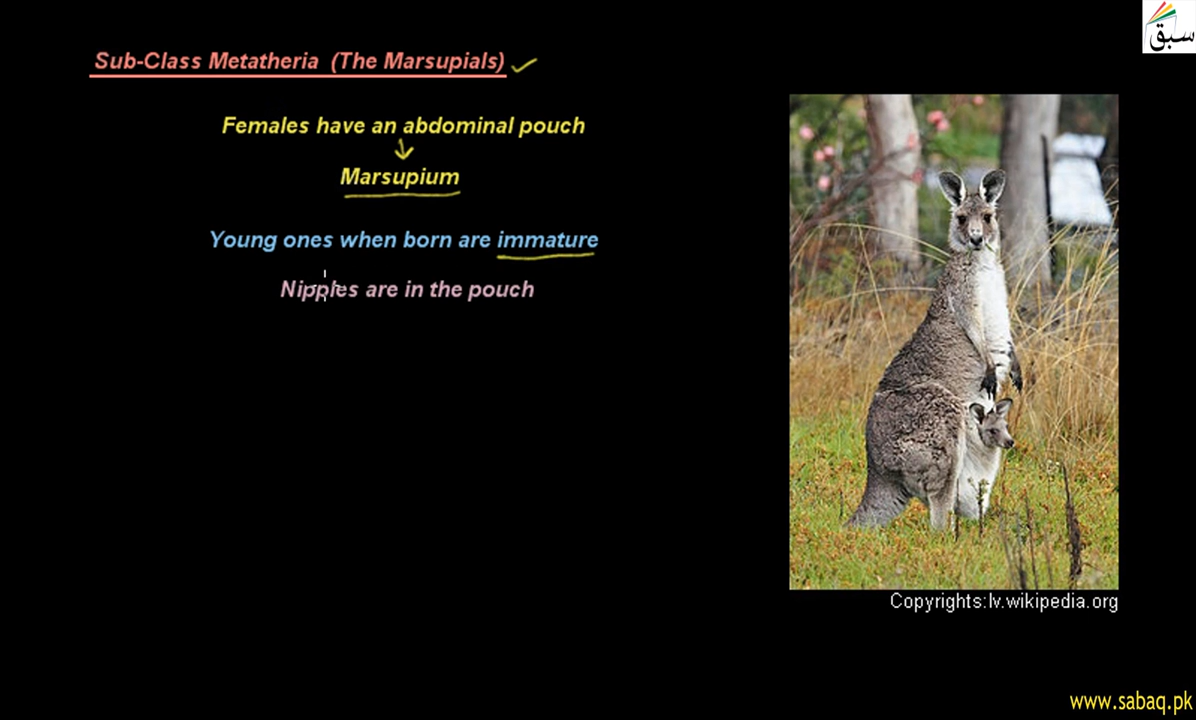 سبق
Sub-Class Metatheria (The Marsupials)
Females have an abdominal pouch
Marsupium
Young ones when born are immature
Nipples are in the pouch
Copyrights:lv.wikipedia.org
www.sabaq.pk